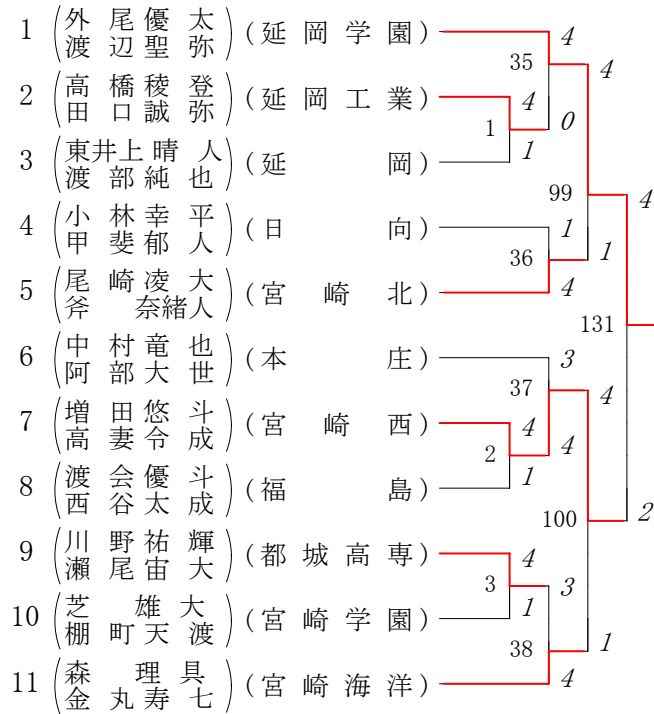 1 外尾優太 渡辺聖弥 (延岡学園) 4
35 4
2 高橋稜登 田口誠弥 (延岡工業) 4 0
1
3 東井上晴人 渡部純也 (延岡) 1
99 4
4 小林幸平 甲斐郁人 (日向) 1
36 1
5 尾崎凌大 斧奈緒人 (宮崎北) 4
131
6 中村竜也 阿部大世 (本庄) 3
37 4
7 増田悠斗 高妻令成 (宮崎西) 4 4
2
8 渡会優斗 西谷太成 (福島) 1
100 2
9 川野祐輝 瀬尾宙大 (都城高専) 4
3 3
10 芝雄大 棚町天渡 (宮崎学園) 1
38 1
11 森理具 金丸寿七 (宮崎海洋) 4